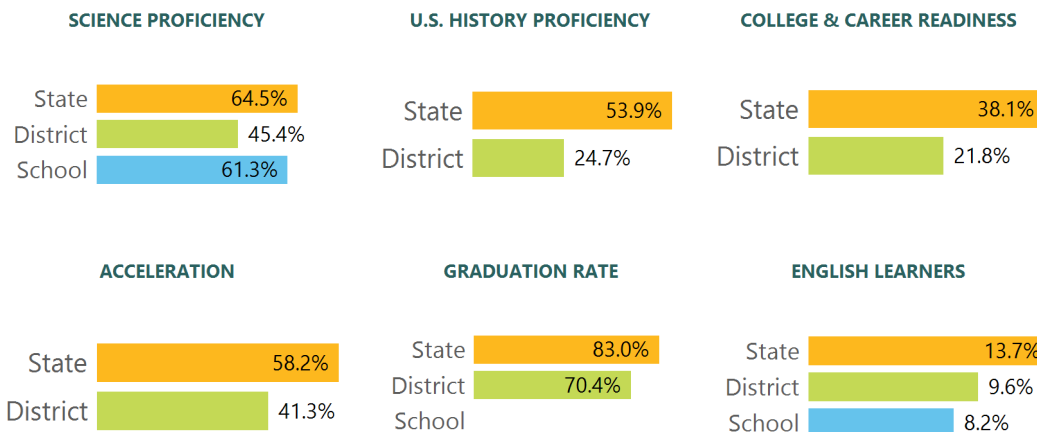 SCIENCE PROFICIENCY
State 64.5%
District 45.4%
School 61.3%
U.S. HISTORY PROFICIENCY
State 53.9%
District 24.7%
COLLEGE & CAREER READINESS
State 38.1%
District 21.8%
ACCELERATION
State 58.2%
District 41.3%
GRADUATION RATE
State 83.0%
District 70.4%
School
ENGLISH LEARNERS
State 13.7%
District 9.6%
School 8.2%